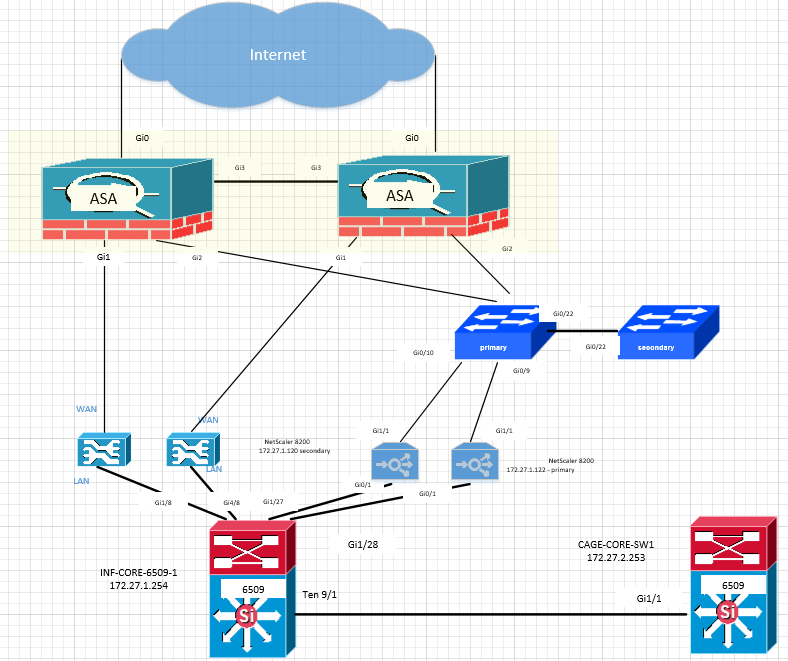 Internet
Gi0
Gi0
Gi3
Gi3
ASA
ASA
Gi1
Gi2
Gi1
Gi2
Gi0/22
primary
secondary
Gi0/22
Gi0/10
Gi0/9
WAN
WAN
Gi1/1
Gi1/1
NetScaler 8200
172.27.1.120 secondary
NetScaler 8200
172.27.1.122 - primary
LAN
LAN
Gi0/1
Gi0/1
Gi1/8
Gi4/8
Gi1/27
Gi1/28
CAGE-CORE-SW1
172.27.2.253
INF-CORE-6509-1
172.27.1.254
6509
6509
Ten 9/1
Gi1/1
Si
Si